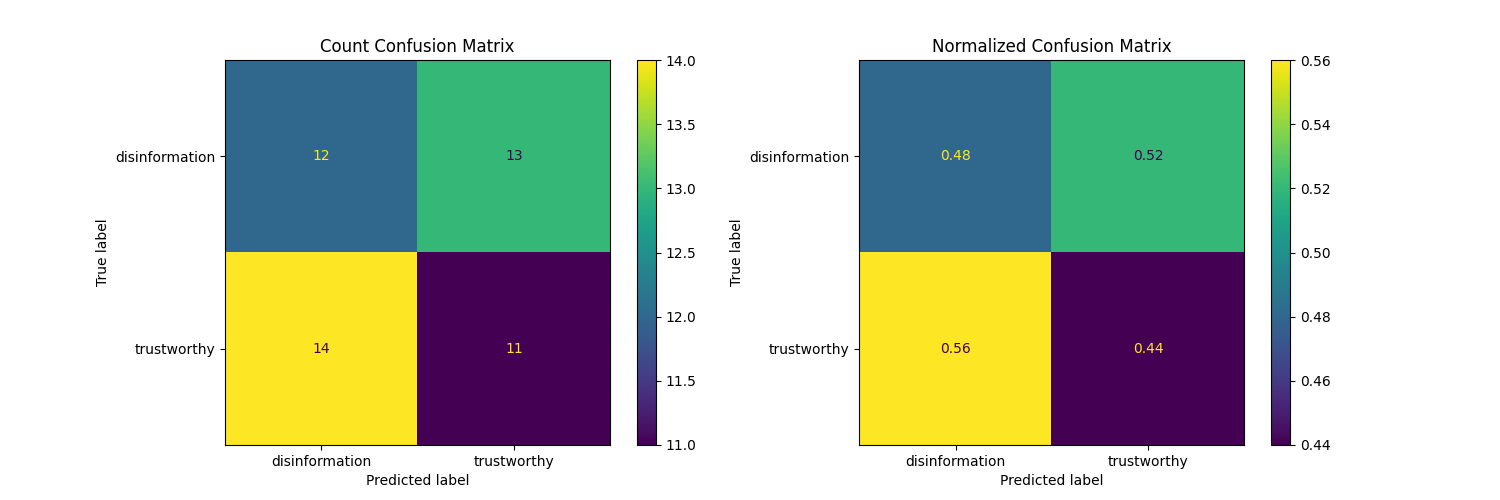 Count Confusion Matrix
disinformation
trustworthy
True label
12
13
14
11
disinformation
trustworthy
Predicted label
14.0
13.5
13.0
12.5
12.0
11.5
11.0
Normalized Confusion Matrix
disinformation
trustworthy
True label
0.48
0.52
0.56
0.44
disinformation
trustworthy
Predicted label
0.56
0.54
0.52
0.50
0.48
0.46
0.44